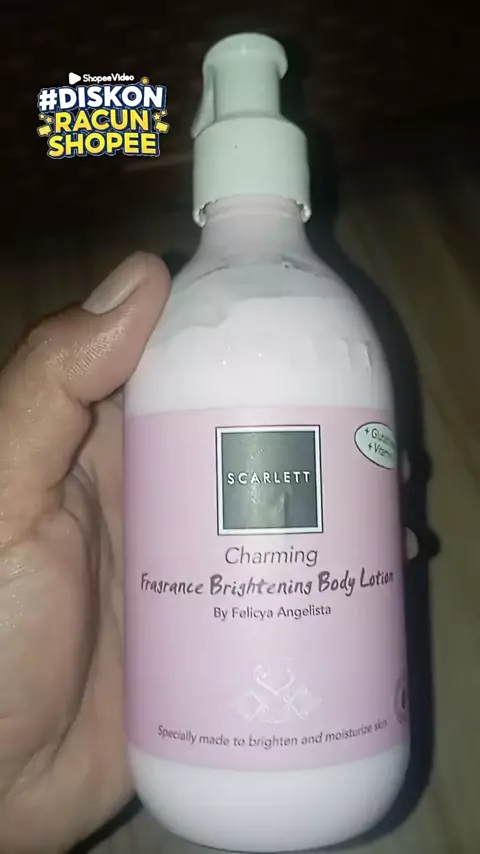 ShopeeVideo
#DISKON
RACUN
SHOPEE
SCARLETT
Charming
Fragrance Brightening Body Lotion
By Felicya Angelista
Specially made to brighten and moisturize skin